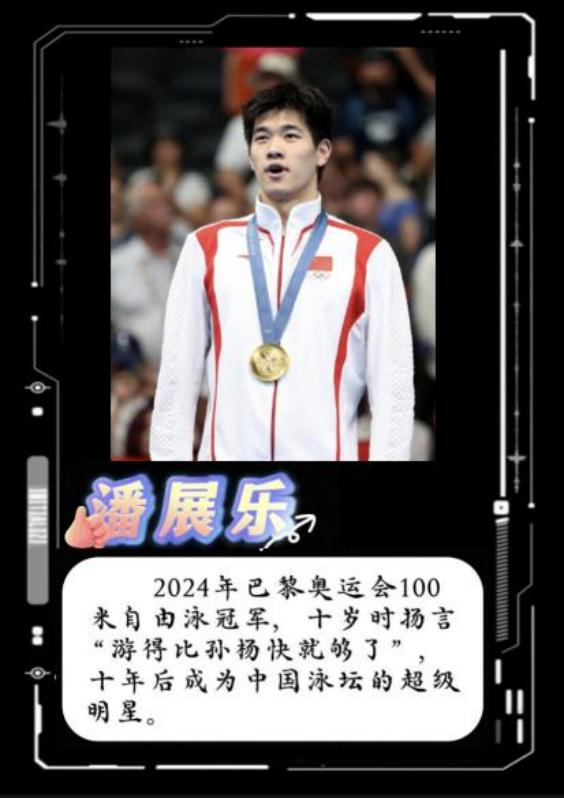 潘展乐
2024年巴黎奥运会100
米自由泳冠军，十岁时扬言
“游得比孙杨快就够了”，
十年后成为中国泳坛的超级
明星。